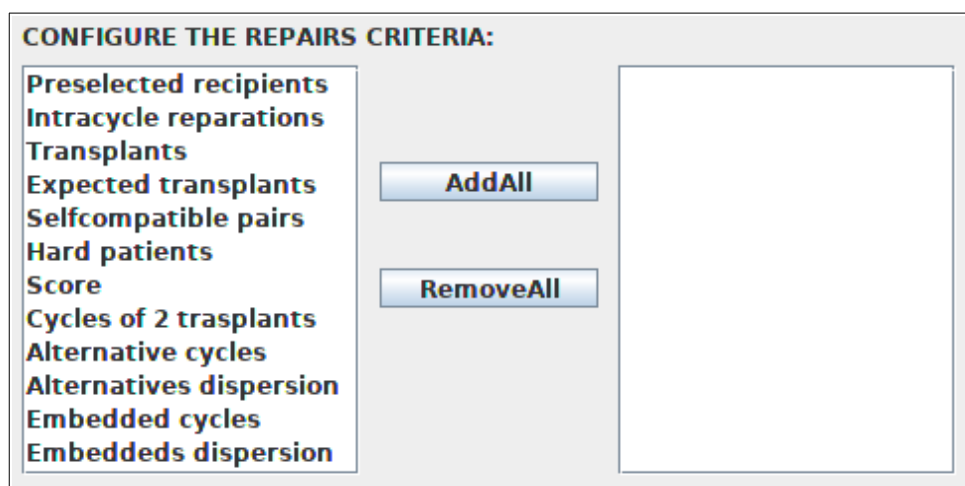 CONFIGURE THE REPAIRS CRITERIA:
Preselected recipients
Intracycle reparations
Transplants
Expected transplants
Selfcompatible pairs
Hard patients
Score
Cycles of 2 trasplants
Alternative cycles
Alternatives dispersion
Embedded cycles
Embeddeds dispersion
AddAll
RemoveAll